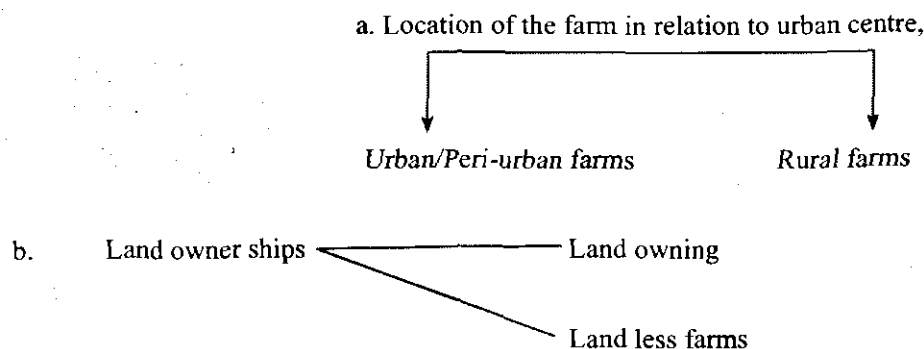 a. Location of the farm in relation to urban centre,
Urban/Peri-urban farms Rural farms
b. Land owner ships Land owning
Land less farms